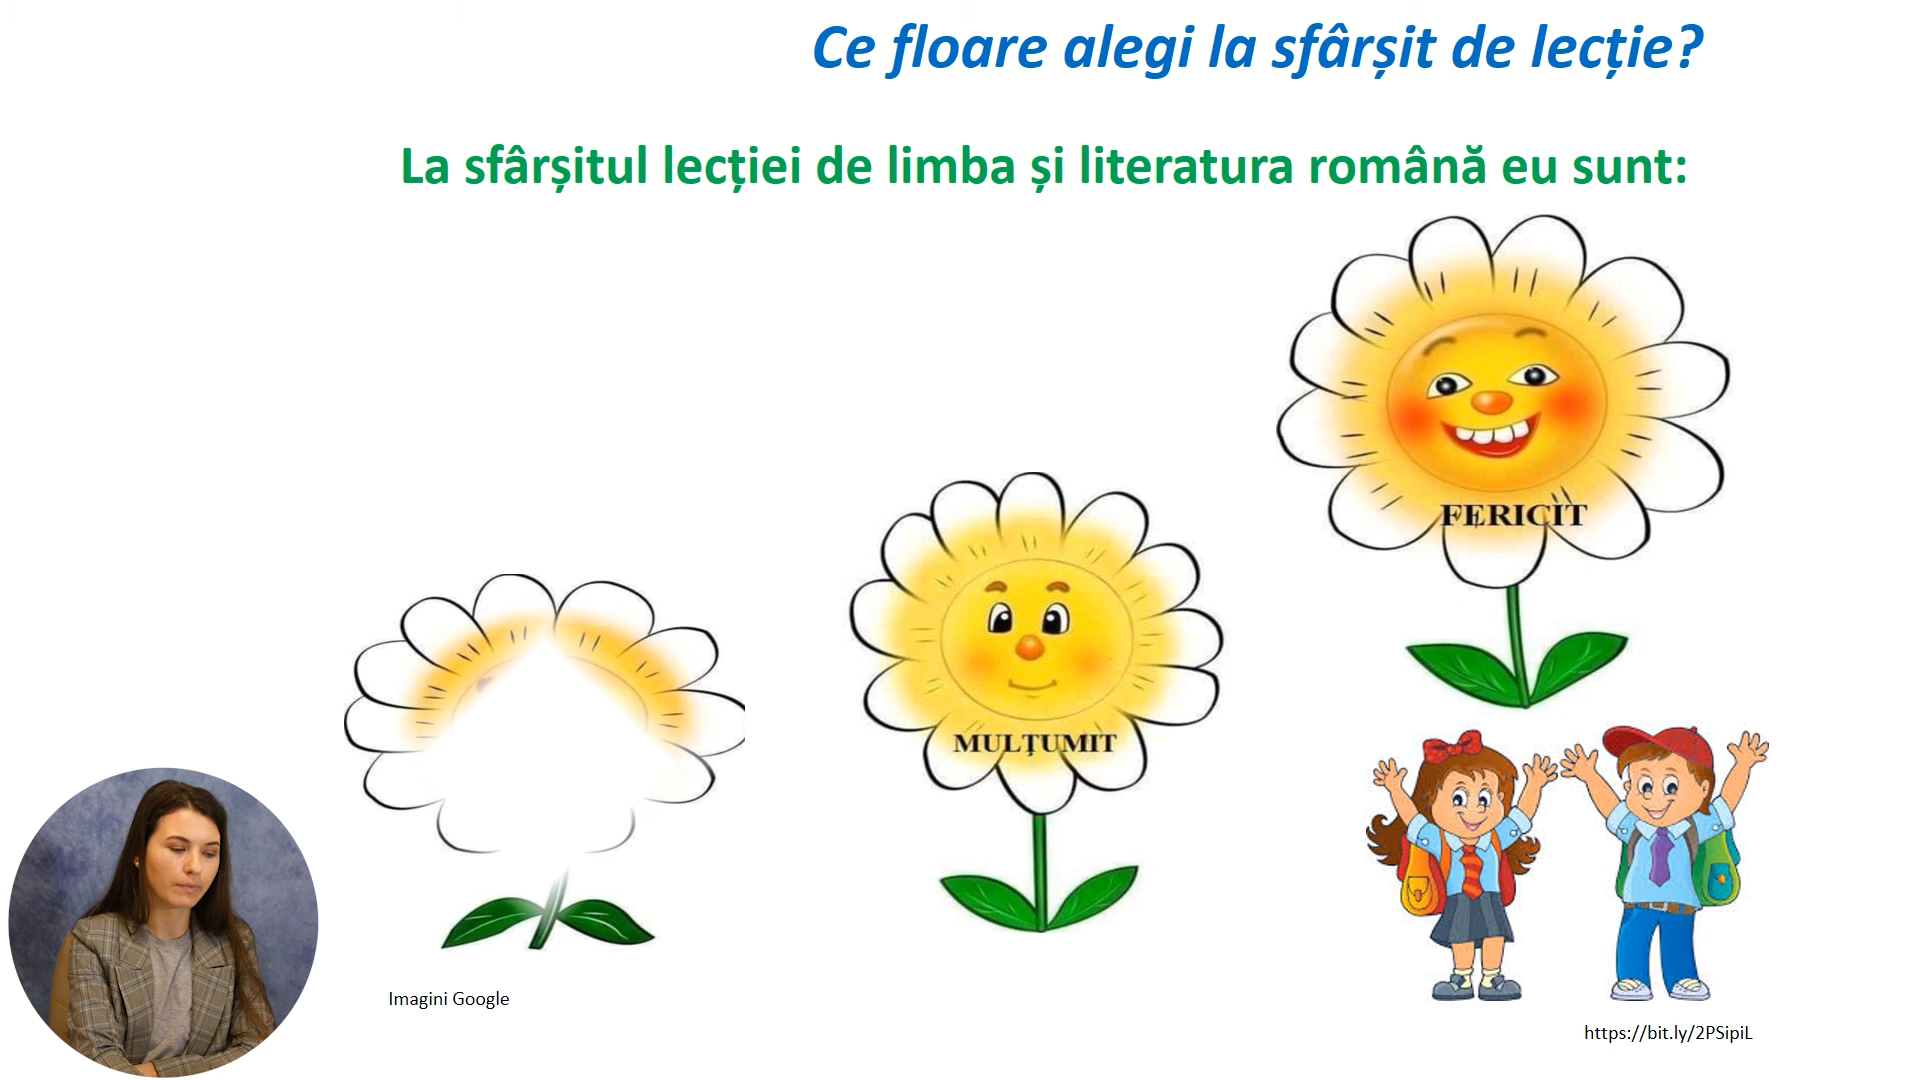 Ce floare alegi la sfârșit de lecție?
La sfârșitul lecției de limba și literatura română eu sunt:
FERICIT
MULŢUMIT
Imagini Google
https://bit.ly/2PSipiL